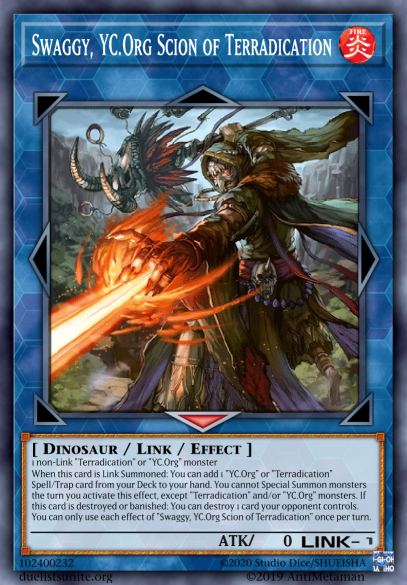 SWAGGY, YC.ORG SCION OF TERRADICATION
FIRE
炎
[ DINOSAUR / LINK / EFFECT ]
1 non-Link "Terradication" or "YC.Org" monster
When this card is Link Summoned: You can add 1 "YC.Org" or "Terradication"
Spell/Trap card from your Deck to your hand. You cannot Special Summon monsters
the turn you activate this effect, except "Terradication" and/or "YC.Org" monsters. If
this card is destroyed or banished: You can destroy 1 card your opponent controls.
You can only use each effect of "Swaggy, YC.Org Scion of Terradication" once per turn.
ATK/ 0 LINK-1
102400232 ©2020 Studio Dice/SHUEISHA
duelistsunite.org ©2019 AntiMetaman